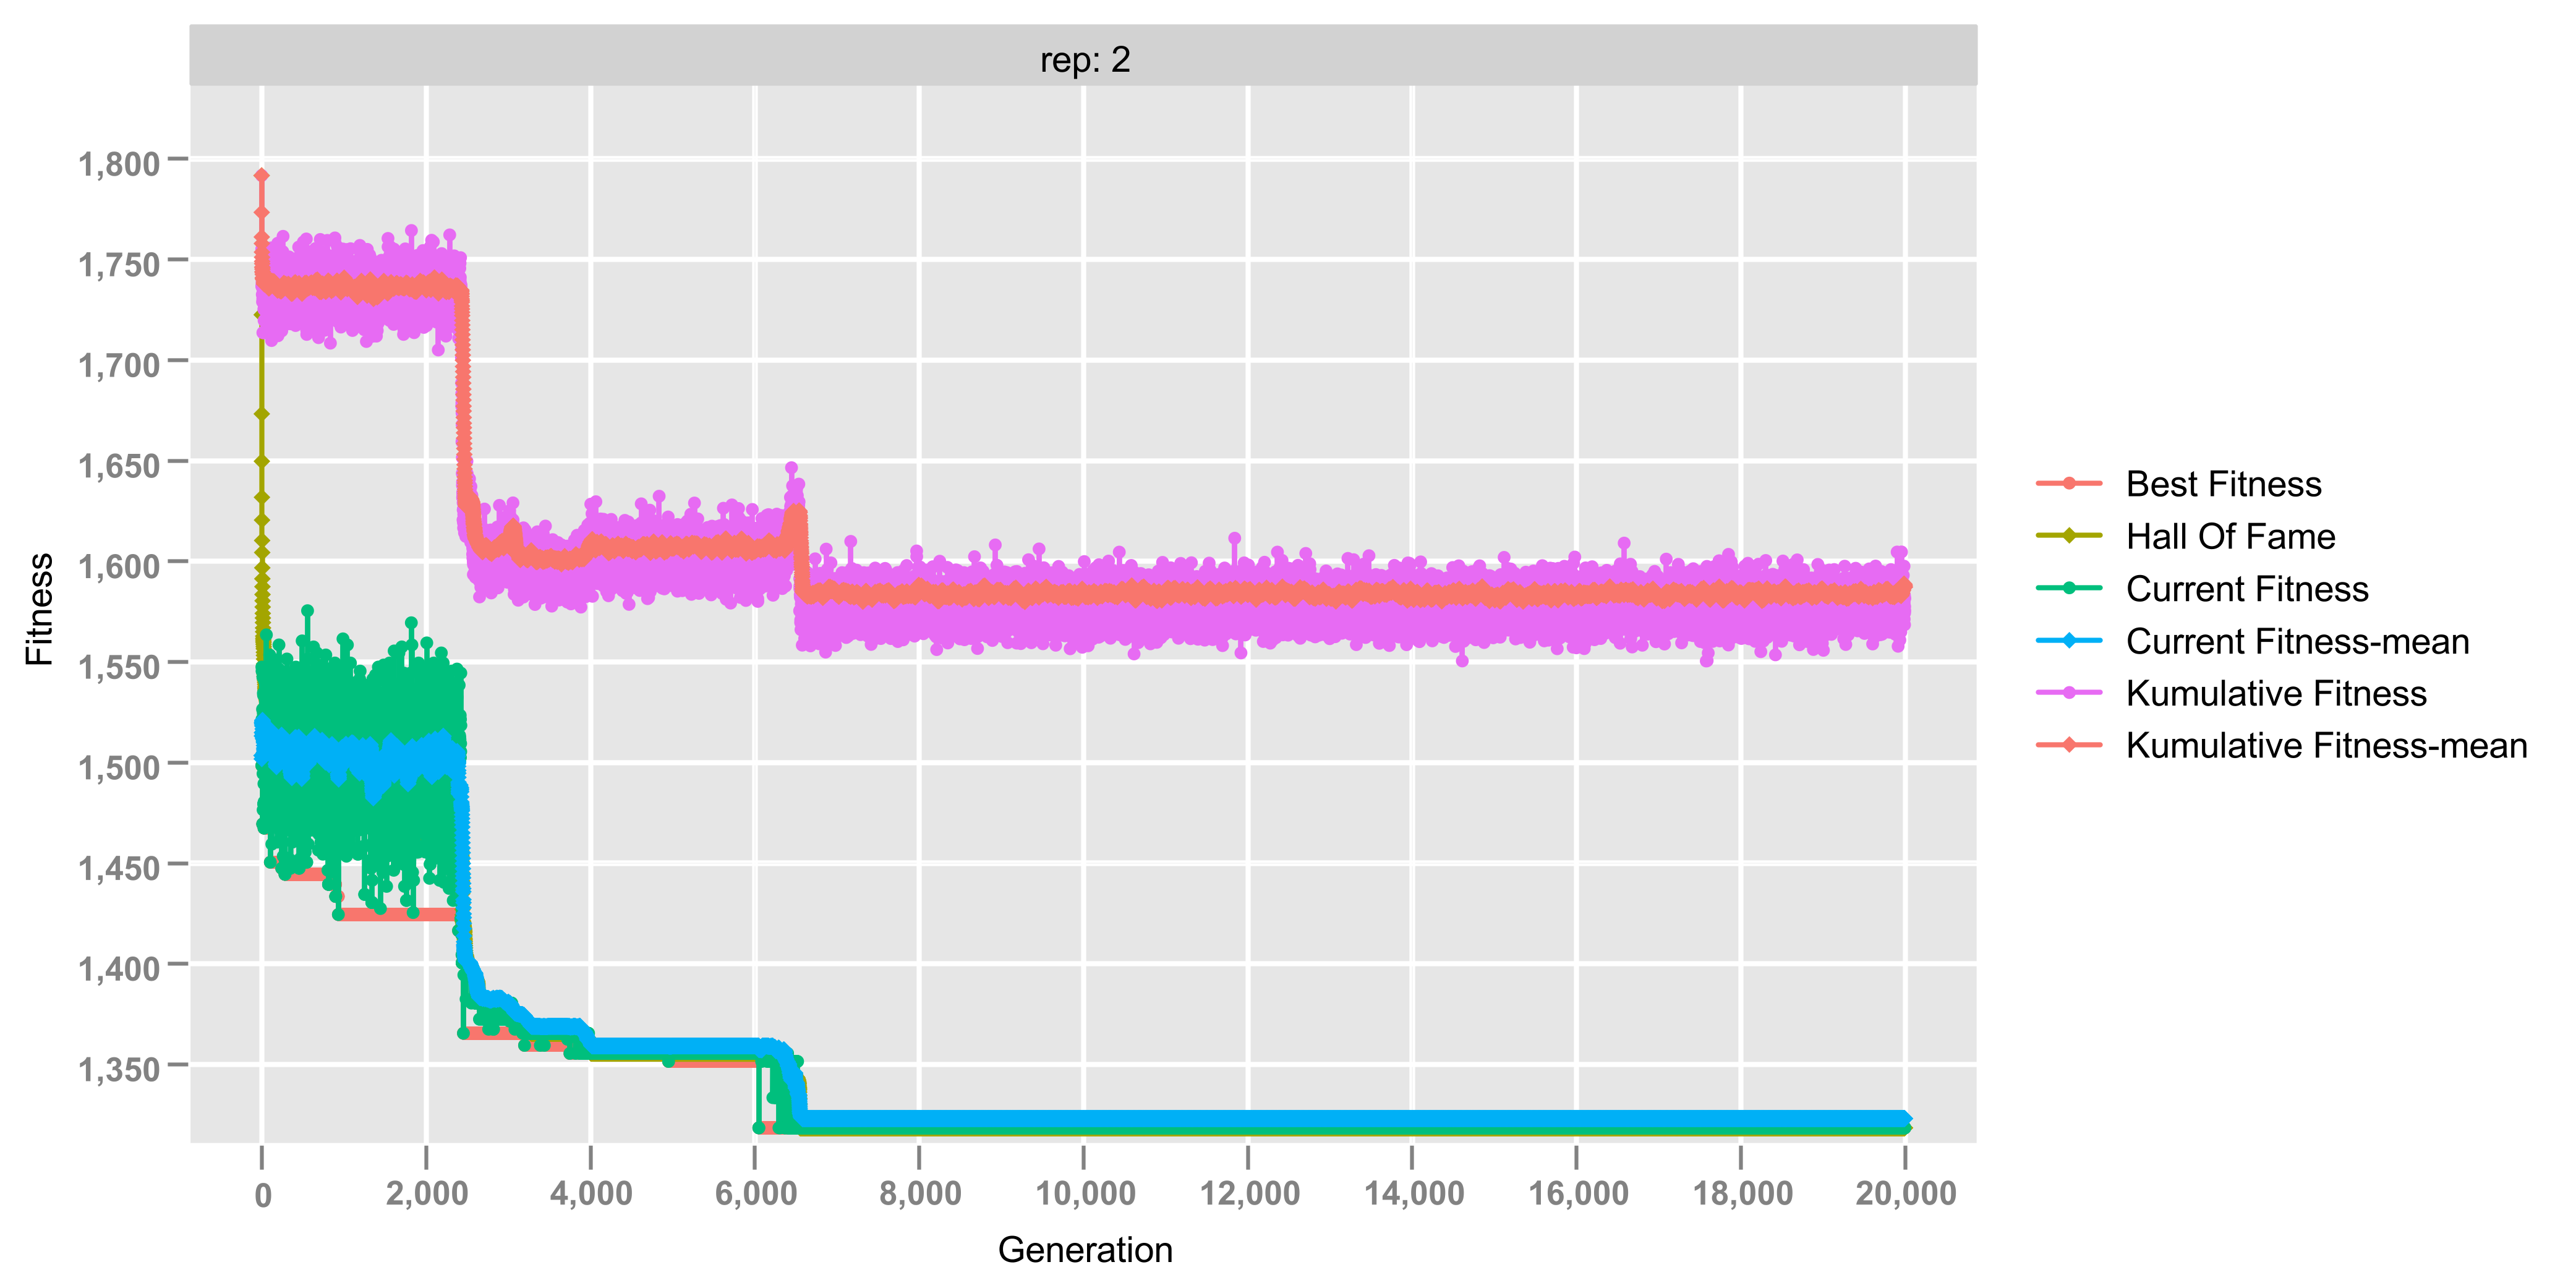 rep: 2
1,800
1,750
1,700
1,650
1,600
1,550
1,500
1,450
1,400
1,350
Fitness
0 2,000 4,000 6,000 8,000 10,000 12,000 14,000 16,000 18,000 20,000
Generation
Best Fitness
Hall Of Fame
Current Fitness
Current Fitness-mean
Kumulative Fitness
Kumulative Fitness-mean